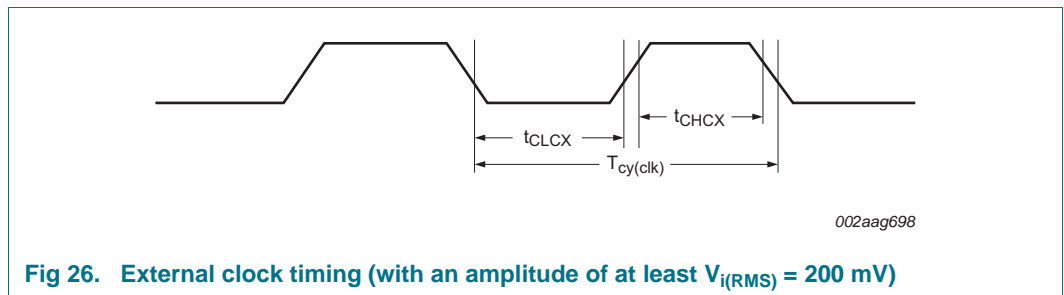 tCHCX
tCLCX
Tcy(clk)
002aag698
Fig 26. External clock timing (with an amplitude of at least Vi(RMS) = 200 mV)